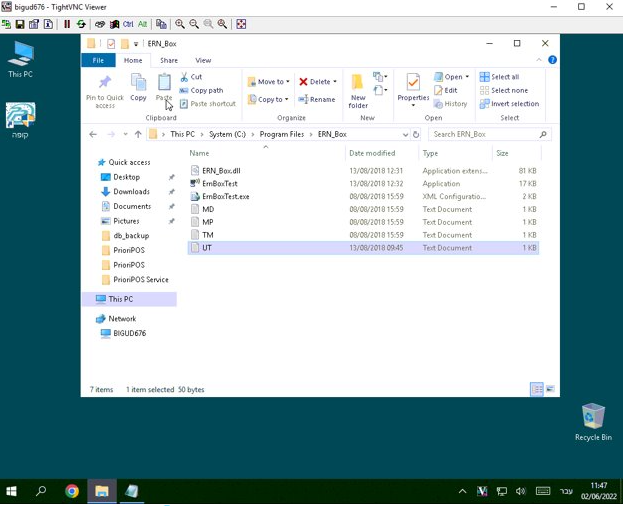 bigud676 - TightVNC Viewer
Ctrl Alt
ERN_Box
File Home Share View
Pin to Quick access
Copy
Paste
Cut
Copy path
Paste shortcut
Clipboard
Move to
Copy to
Delete
Rename
Organize
New folder
New
Properties
Open
Edit
History
Open
Select all
Select none
Invert selection
Select
This PC > System (C:) > Program Files > ERN_Box
Search ERN_Box
Name Date modified Type Size
ERN_Box.dll 13/08/2018 12:31 Application extens... 81 KB
ErnBoxTest 13/08/2018 12:32 Application 17 KB
ErnBoxTest.exe 08/08/2018 15:59 XML Configuratio... 2 KB
MD 08/08/2018 15:59 Text Document 1 KB
MP 08/08/2018 15:59 Text Document 1 KB
TM 08/08/2018 15:59 Text Document 1 KB
UT 13/08/2018 09:45 Text Document 1 KB
Quick access
Desktop
Downloads
Documents
Pictures
db_backup
PrioriPOS
PrioriPOS
PrioriPOS Service
This PC
Network
BIGUD676
7 items 1 item selected 50 bytes
This PC
קופה
Recycle Bin
עבר
11:47
02/06/2022